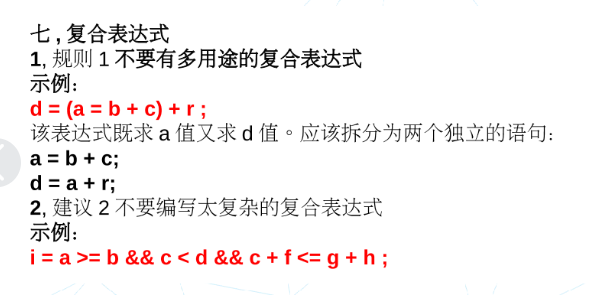 七 , 复合表达式
1, 规则 1 不要有多用途的复合表达式
示例：
d = (a = b + c) + r ;
该表达式既求 a 值又求 d 值。应该拆分为两个独立的语句：
a = b + c;
d = a + r;
2, 建议 2 不要编写太复杂的复合表达式
示例：
i = a >= b && c < d && c + f <= g + h ;